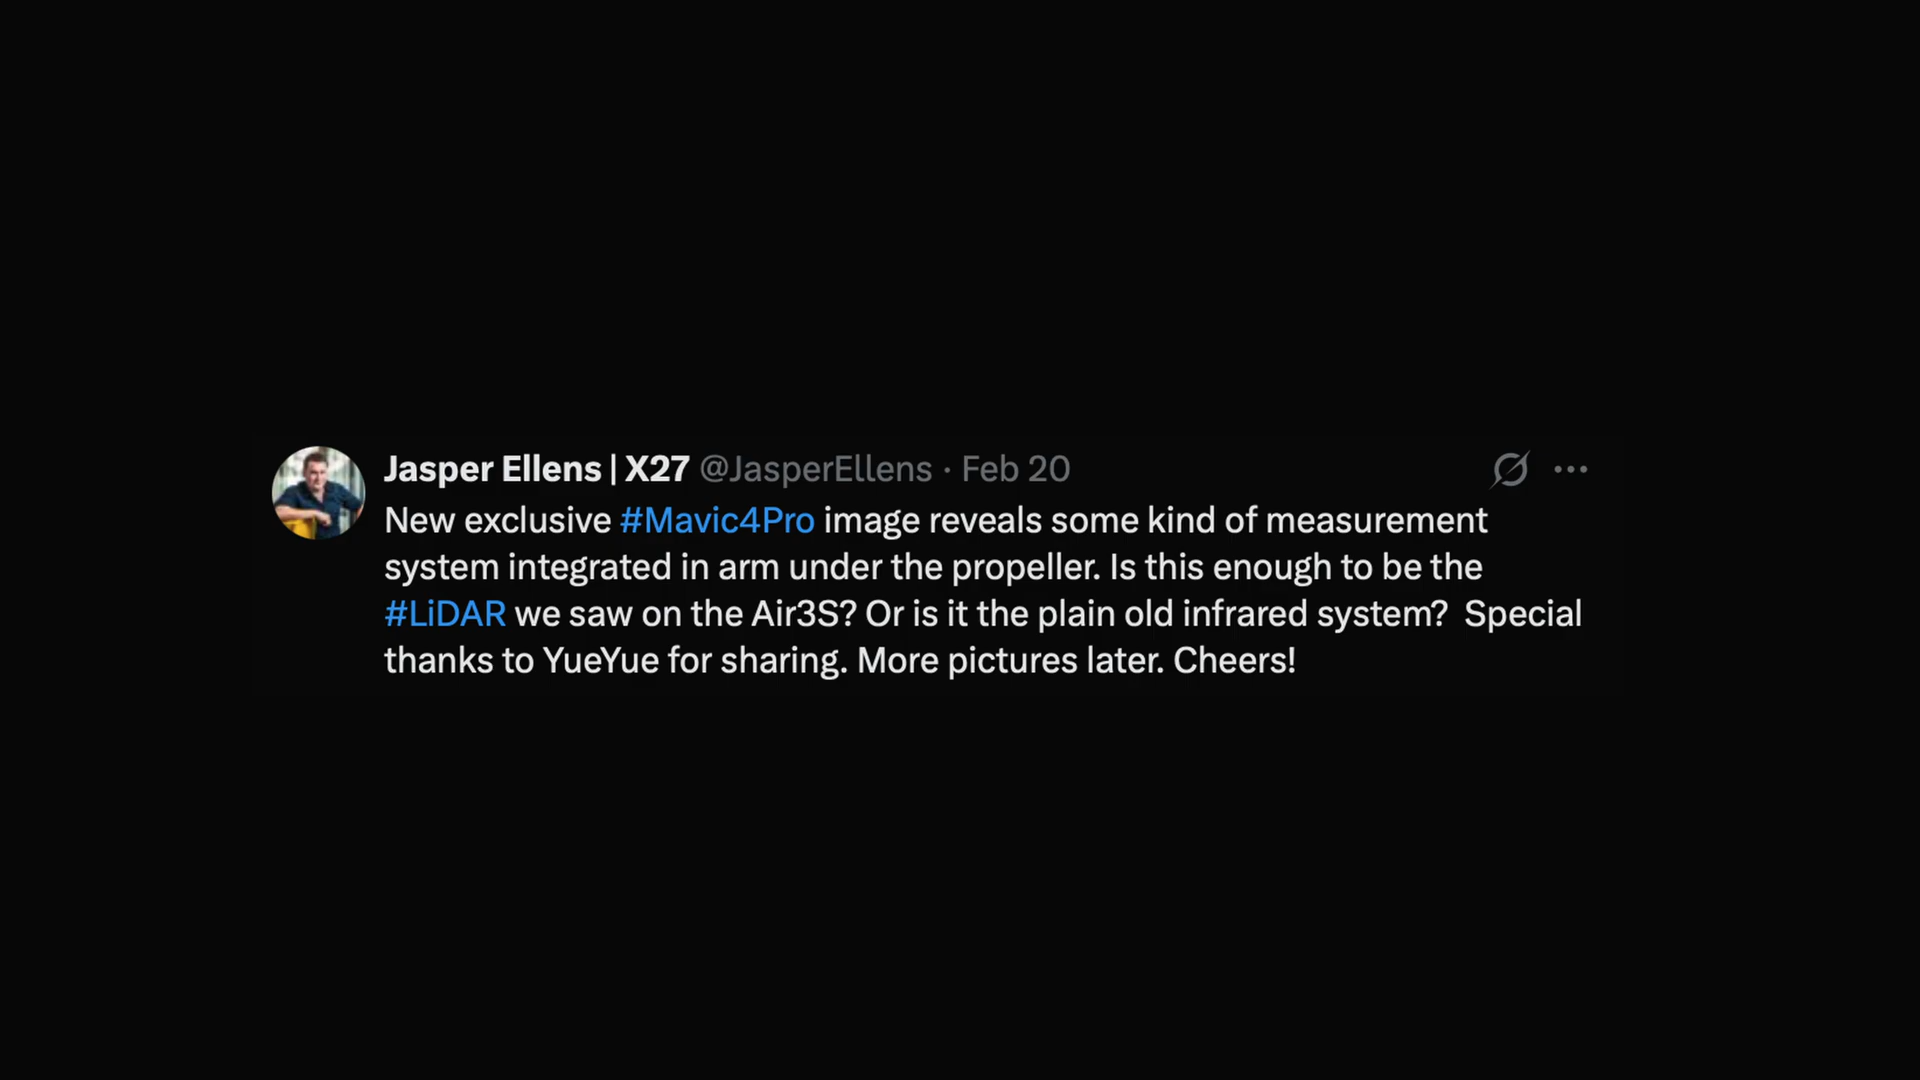 Jasper Ellens | X27 @JasperEllens · Feb 20
New exclusive #Mavic4Pro image reveals some kind of measurement
system integrated in arm under the propeller. Is this enough to be the
#LiDAR we saw on the Air3S? Or is it the plain old infrared system?  Special
thanks to YueYue for sharing. More pictures later. Cheers!